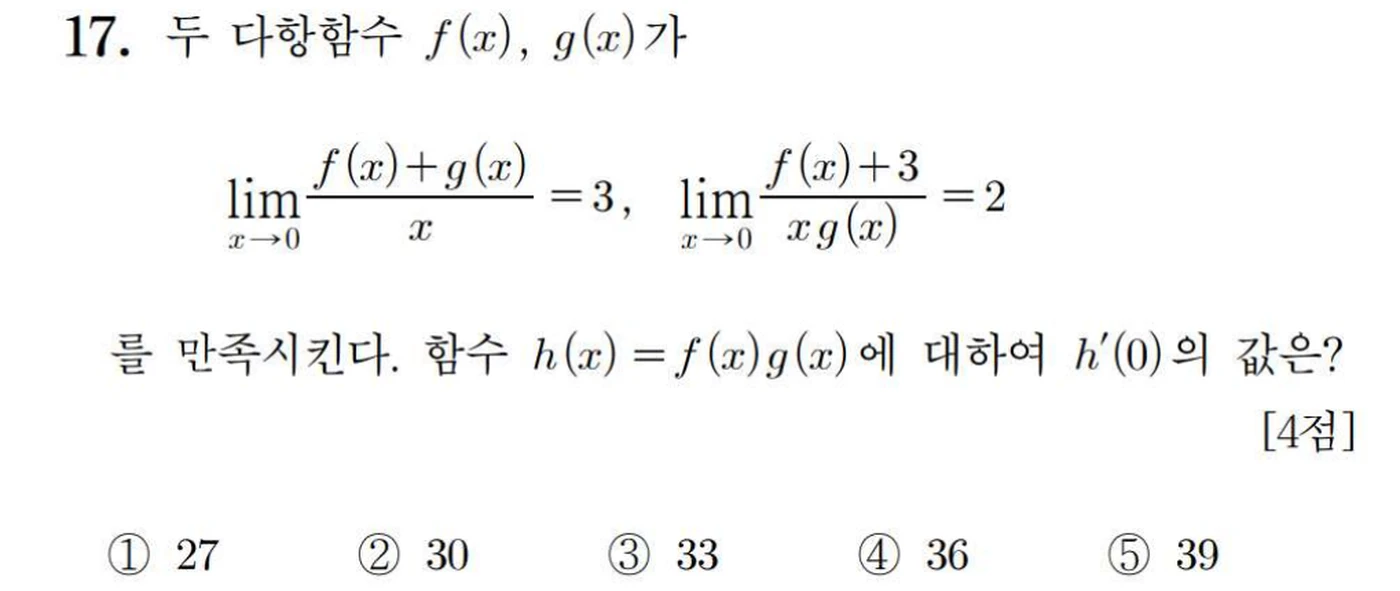 17. 두 다항함수 f(x), g(x)가
lim_{x→0} \frac{f(x)+g(x)}{x} = 3, lim_{x→0} \frac{f(x)+3}{xg(x)} = 2
를 만족시킨다. 함수 h(x) = f(x)g(x)에 대하여 h′(0)의 값은?
[4점]
① 27 ② 30 ③ 33 ④ 36 ⑤ 39